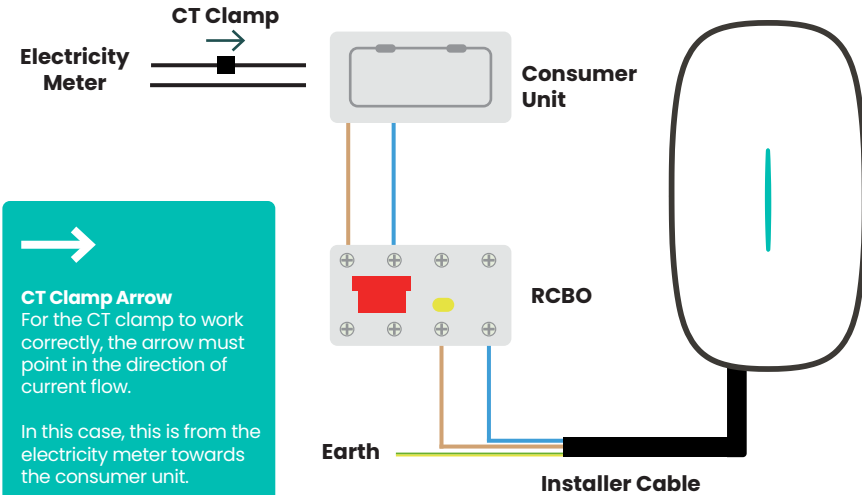 CT Clamp
Electricity
Meter
Consumer
Unit
RCBO
CT Clamp Arrow
For the CT clamp to work
correctly, the arrow must
point in the direction of
current flow.
In this case, this is from the
electricity meter towards
the consumer unit.
Earth
Installer Cable